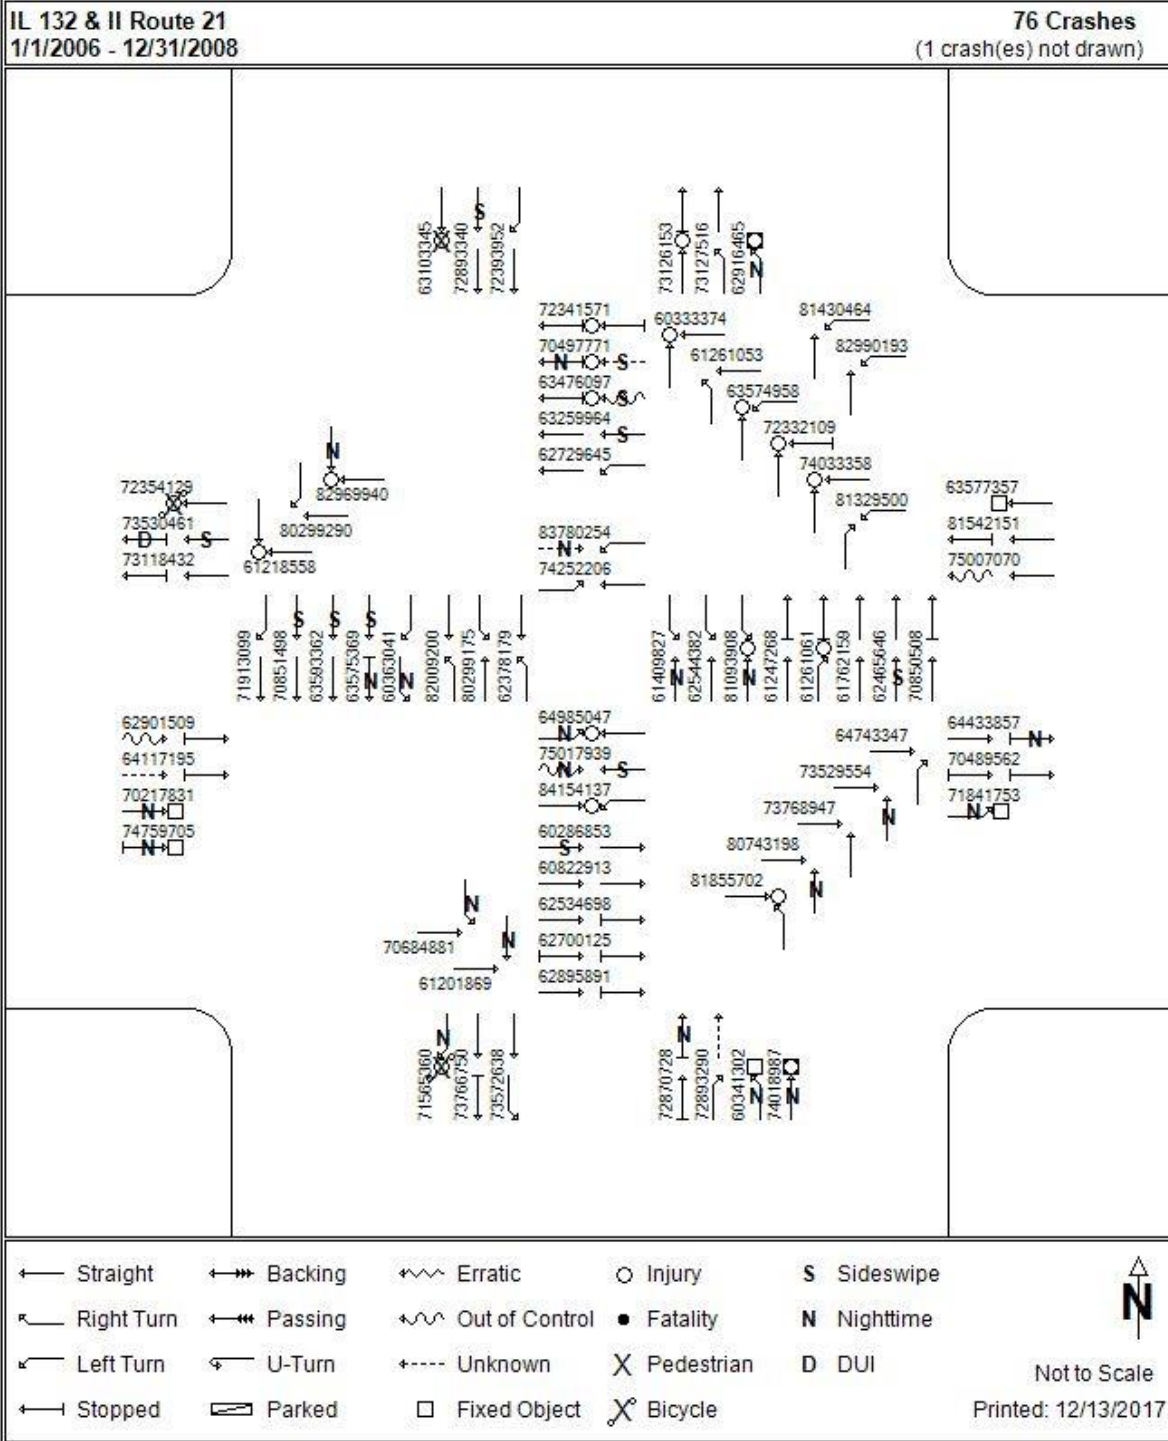 IL 132 & Il Route 21
76 Crashes
1/1/2006 - 12/31/2008
(1 crash(es) not drawn)
63103345
72893340
S
72393952
73126153
73127516
62916465
N
72341571
70497771
N S
63476097
S
63259964
S
62729645
60333374
61261053
63574958
72332109
74033358
81329500
81430464
82990193
N
82969940
80299290
61218558
72354129
73530461
D S
73118432
83780254
N
74252206
63577357
81542151
75007070
71913099
70851498
S
63593362
S
63575369
S
N
60363041
N
82009200
80299175
62378179
61409827
N
62544382
81093908
N
61247268
61261061
61762159
62465646
S
70850508
62901509
64117195
70217831
N
74759705
N
64985047
N
75017939
N S
84154137
60286853
S
60822913
62534698
62700125
62895891
64743347
73529554
N
73768947
80743198
N
81855702
64433857
N
70489562
71841753
N
N
70684881
N
61201869
71565360
N
73766750
73572638
72870728
N
72893290
60341302
N
74018987
N
Straight Backing Erratic Injury S Sideswipe
Right Turn Passing Out of Control Fatality N Nighttime
Left Turn U-Turn Unknown Pedestrian D DUI
Stopped Parked Fixed Object Bicycle
N
Not to Scale
Printed: 12/13/2017